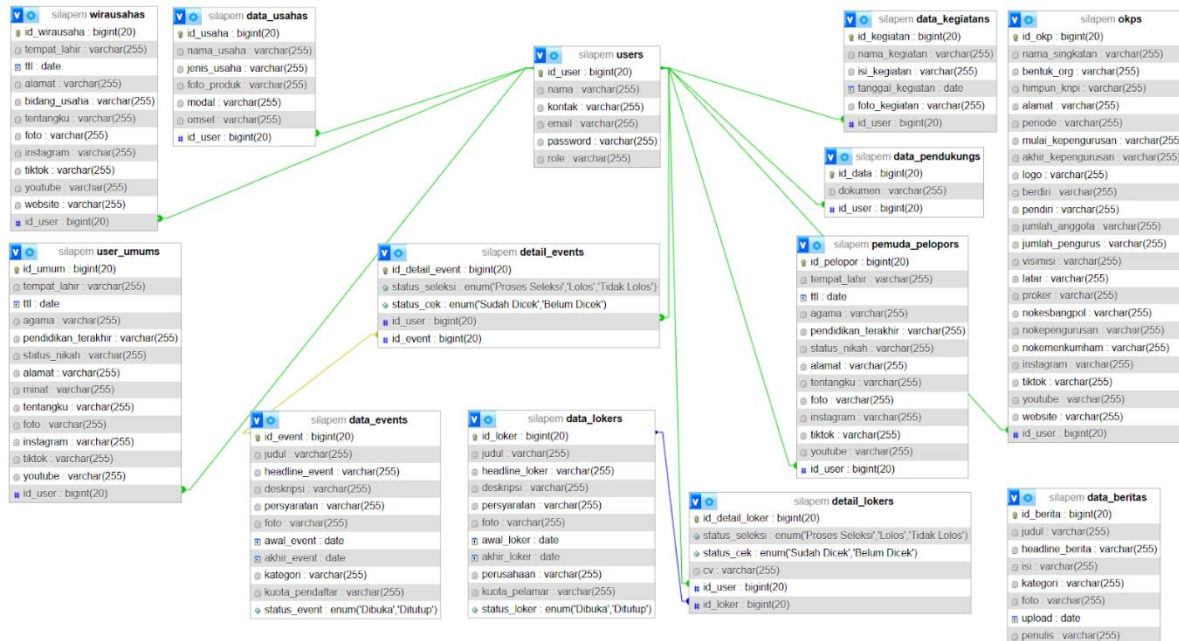 silapem wirausahas
id_wirausaha : bigint(20)
tempat_lahir : varchar(255)
ttl : date
alamat : varchar(255)
bidang_usaha : varchar(255)
tentangku : varchar(255)
foto : varchar(255)
instagram : varchar(255)
tiktok : varchar(255)
youtube : varchar(255)
website : varchar(255)
id_user : bigint(20)
silapem data_usahas
id_usaha : bigint(20)
nama_usaha : varchar(255)
jenis_usaha : varchar(255)
foto_produk : varchar(255)
modal : varchar(255)
omset : varchar(255)
id_user : bigint(20)
silapem users
id_user : bigint(20)
nama : varchar(255)
kontak : varchar(255)
email : varchar(255)
password : varchar(255)
role : varchar(255)
silapem data_kegiatans
id_kegiatan : bigint(20)
nama_kegiatan : varchar(255)
isi_kegiatan : varchar(255)
tanggal_kegiatan : date
foto_kegiatan : varchar(255)
id_user : bigint(20)
silapem okps
id_okp : bigint(20)
nama_singkatan : varchar(255)
bentuk_org : varchar(255)
himpun_knpi : varchar(255)
alamat : varchar(255)
periode : varchar(255)
mulai_kepengurusan : varchar(255)
akhir_kepengurusan : varchar(255)
logo : varchar(255)
berdiri : varchar(255)
pendiri : varchar(255)
jumlah_anggota : varchar(255)
jumlah_pengurus : varchar(255)
visimisi : varchar(255)
latar : varchar(255)
proker : varchar(255)
nokesbangpol : varchar(255)
nokepengurusan : varchar(255)
nokemenkumham : varchar(255)
instagram : varchar(255)
tiktok : varchar(255)
youtube : varchar(255)
website : varchar(255)
id_user : bigint(20)
silapem data_pendukungs
id_data : bigint(20)
dokumen : varchar(255)
id_user : bigint(20)
silapem user_umums
id_umum : bigint(20)
tempat_lahir : varchar(255)
ttl : date
agama : varchar(255)
pendidikan_terakhir : varchar(255)
status_nikah : varchar(255)
alamat : varchar(255)
minat : varchar(255)
tentangku : varchar(255)
foto : varchar(255)
instagram : varchar(255)
tiktok : varchar(255)
youtube : varchar(255)
id_user : bigint(20)
silapem detail_events
id_detail_event : bigint(20)
status_seleksi : enum('Proses Seleksi','Lolos','Tidak Lolos')
status_cek : enum('Sudah Dicek','Belum Dicek')
id_user : bigint(20)
id_event : bigint(20)
silapem pemuda_pelopors
id_pelopor : bigint(20)
tempat_lahir : varchar(255)
ttl : date
agama : varchar(255)
pendidikan_terakhir : varchar(255)
status_nikah : varchar(255)
alamat : varchar(255)
tentangku : varchar(255)
foto : varchar(255)
instagram : varchar(255)
tiktok : varchar(255)
youtube : varchar(255)
id_user : bigint(20)
silapem data_events
id_event : bigint(20)
judul : varchar(255)
headline_event : varchar(255)
deskripsi : varchar(255)
persyaratan : varchar(255)
foto : varchar(255)
awal_event : date
akhir_event : date
kategori : varchar(255)
kuota_pendaftar : varchar(255)
status_event : enum('Dibuka','Ditutup')
silapem data_lokers
id_loker : bigint(20)
judul : varchar(255)
headline_loker : varchar(255)
deskripsi : varchar(255)
persyaratan : varchar(255)
foto : varchar(255)
awal_loker : date
akhir_loker : date
perusahaan : varchar(255)
kuota_pelamar : varchar(255)
status_loker : enum('Dibuka','Ditutup')
silapem detail_lokers
id_detail_loker : bigint(20)
status_seleksi : enum('Proses Seleksi','Lolos','Tidak Lolos')
status_cek : enum('Sudah Dicek','Belum Dicek')
cv : varchar(255)
id_user : bigint(20)
id_loker : bigint(20)
silapem data_beritas
id_berita : bigint(20)
judul : varchar(255)
headline_berita : varchar(255)
isi : varchar(255)
kategori : varchar(255)
foto : varchar(255)
upload : date
penulis : varchar(255)